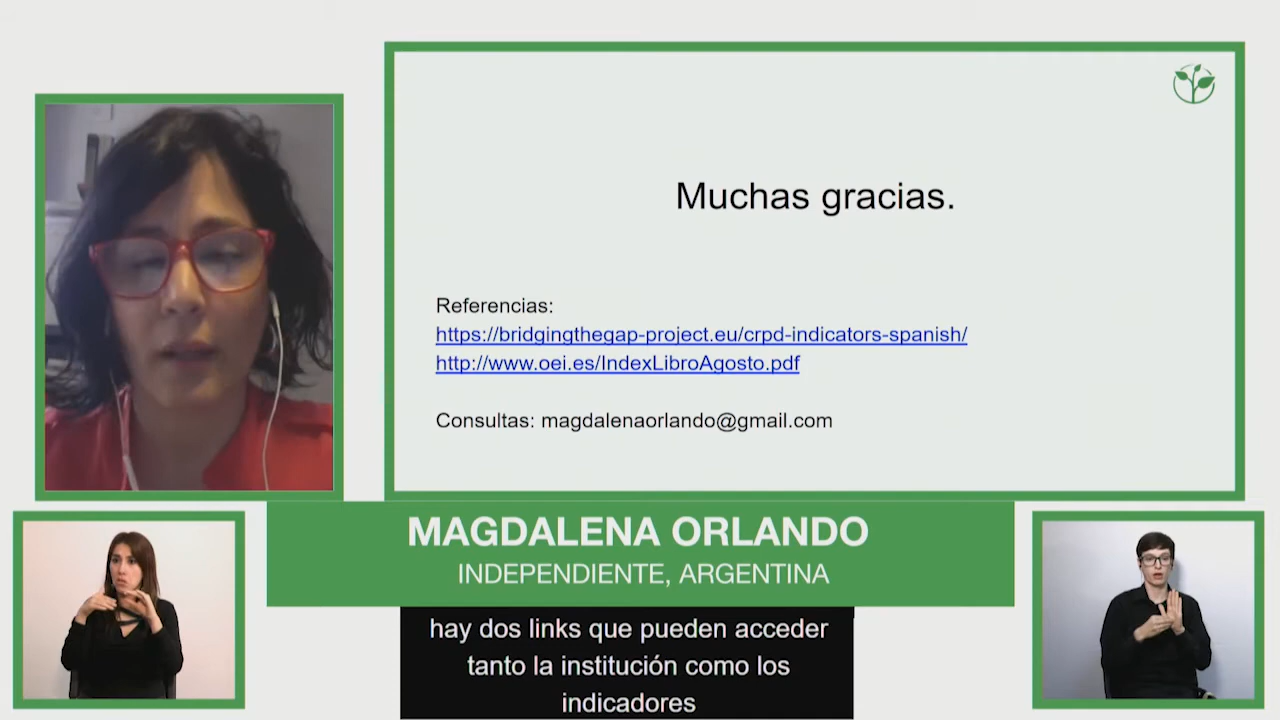 Muchas gracias.
Referencias:
https://bridgingthegap-project.eu/crpd-indicators-spanish/
http://www.oei.es/IndexLibroAgosto.pdf
Consultas: magdalenaorlando@gmail.com
MAGDALENA ORLANDO
INDEPENDIENTE, ARGENTINA
hay dos links que pueden acceder
tanto la institución como los
indicadores